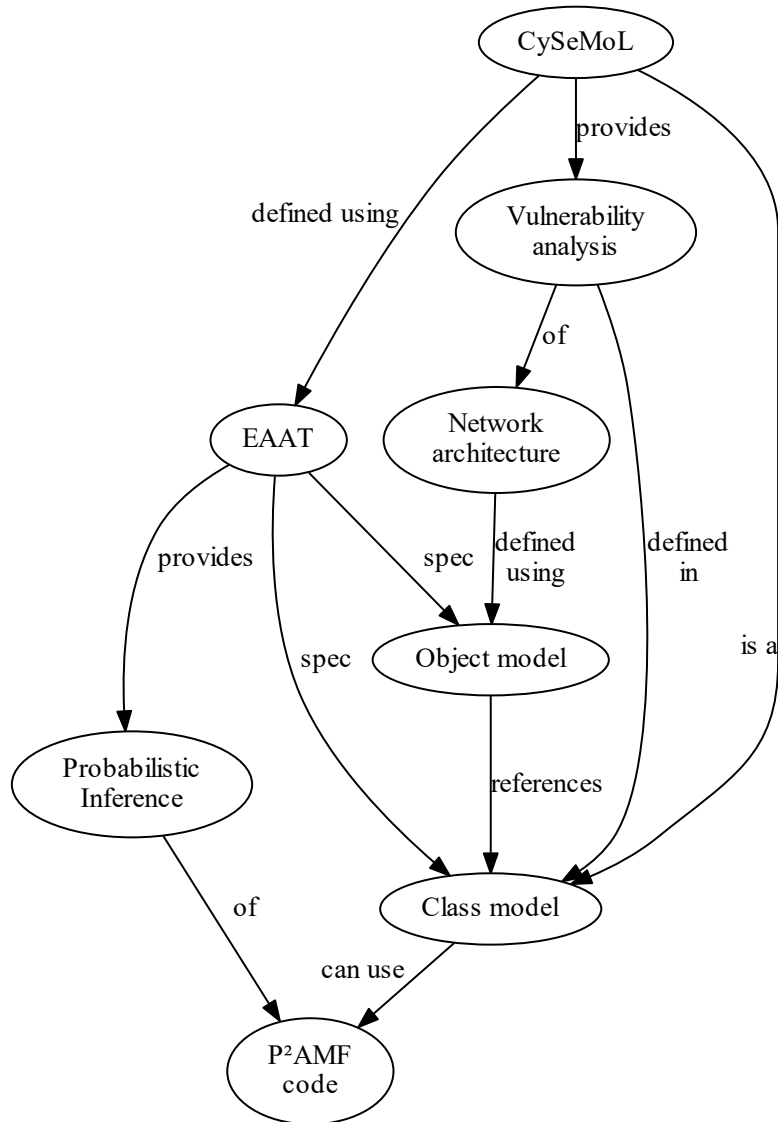 CySeMoL
provides
defined using
Vulnerability
analysis
of
EAAT
Network
architecture
provides
spec
defined
using
defined
in
is a
spec
Object model
Probabilistic
Inference
references
of
Class model
can use
P²AMF
code